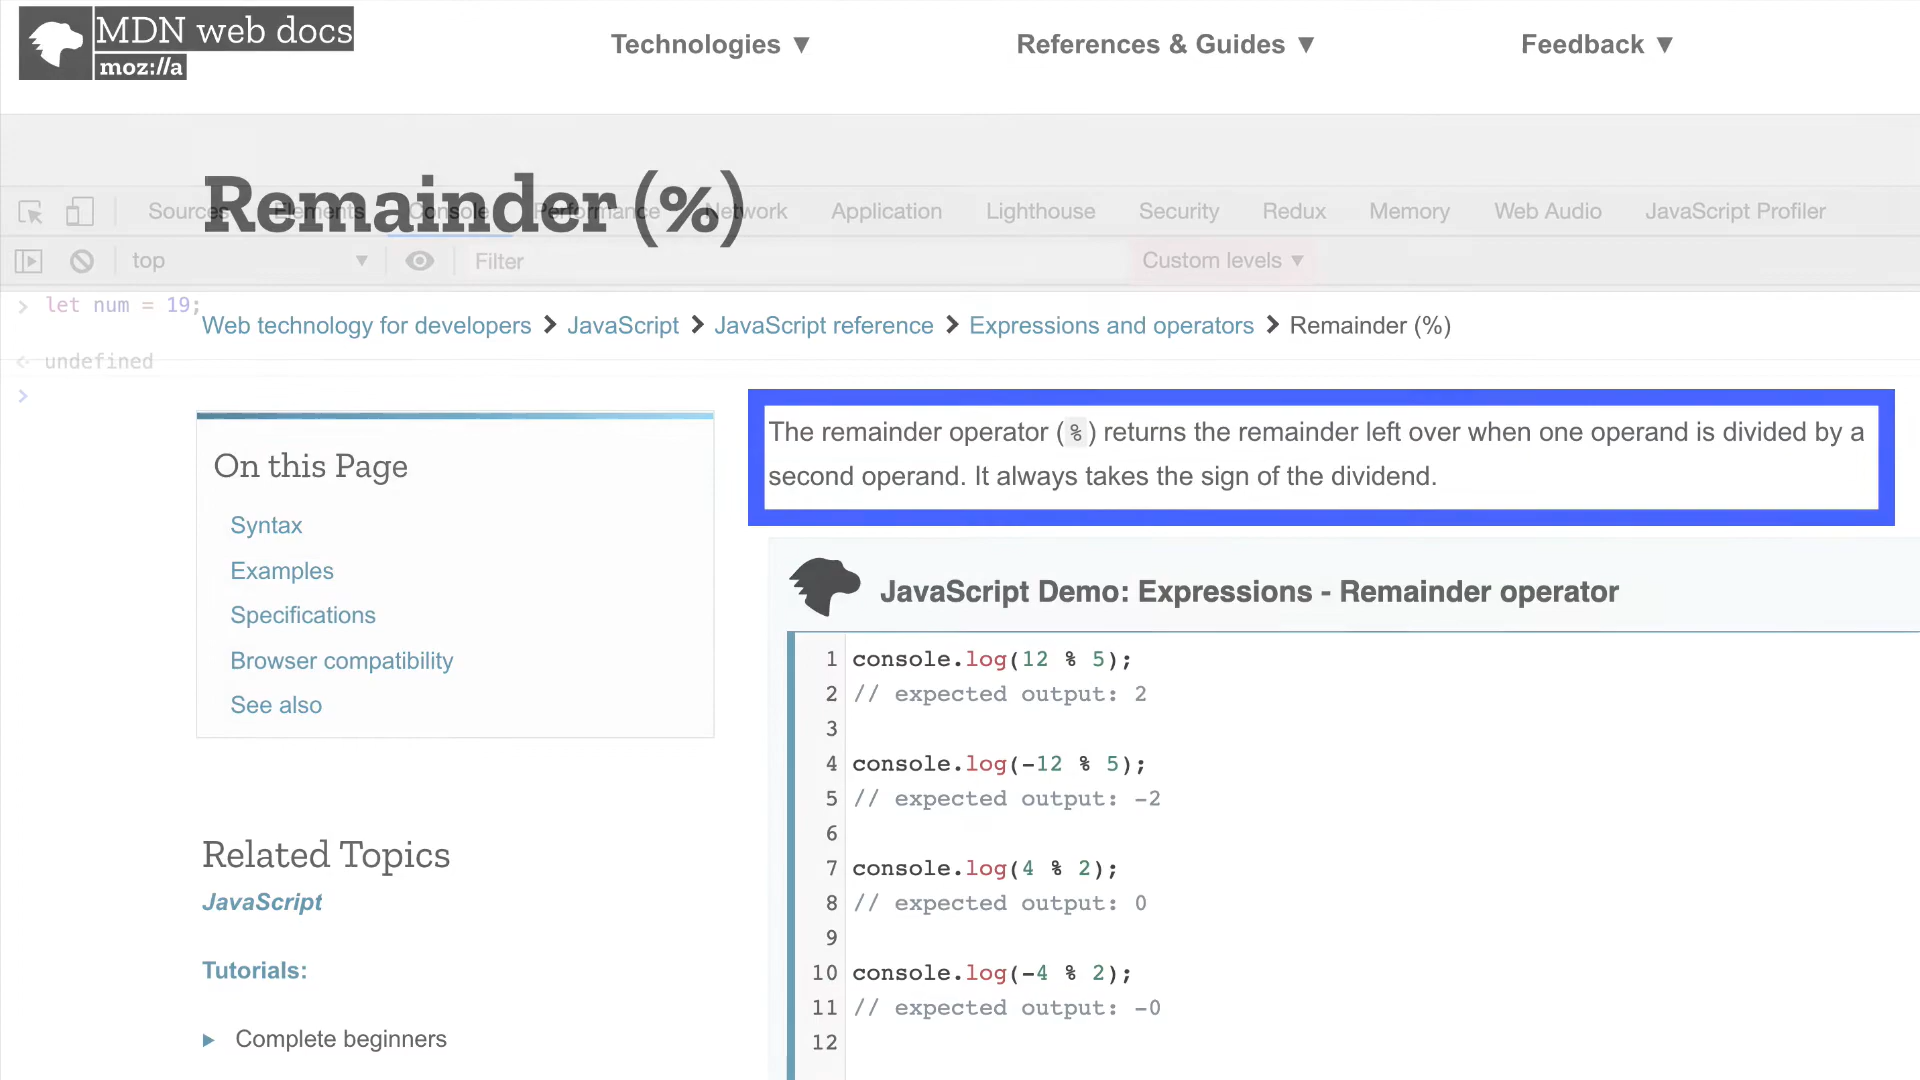 MDN web docs
moz://a
Technologies ▼
References & Guides ▼
Feedback ▼
Remainder (%)
Sources Elements Console Performance Network Application Lighthouse Security Redux Memory Web Audio JavaScript Profiler
top ▼ Filter Custom levels ▼
> let num = 19;
undefined
>
Web technology for developers > JavaScript > JavaScript reference > Expressions and operators > Remainder (%)
On this Page
Syntax
Examples
Specifications
Browser compatibility
See also
Related Topics
JavaScript
Tutorials:
Complete beginners
The remainder operator (%) returns the remainder left over when one operand is divided by a
second operand. It always takes the sign of the dividend.
JavaScript Demo: Expressions - Remainder operator
1 console.log(12 % 5);
2 // expected output: 2
3
4 console.log(-12 % 5);
5 // expected output: -2
6
7 console.log(4 % 2);
8 // expected output: 0
9
10 console.log(-4 % 2);
11 // expected output: -0
12